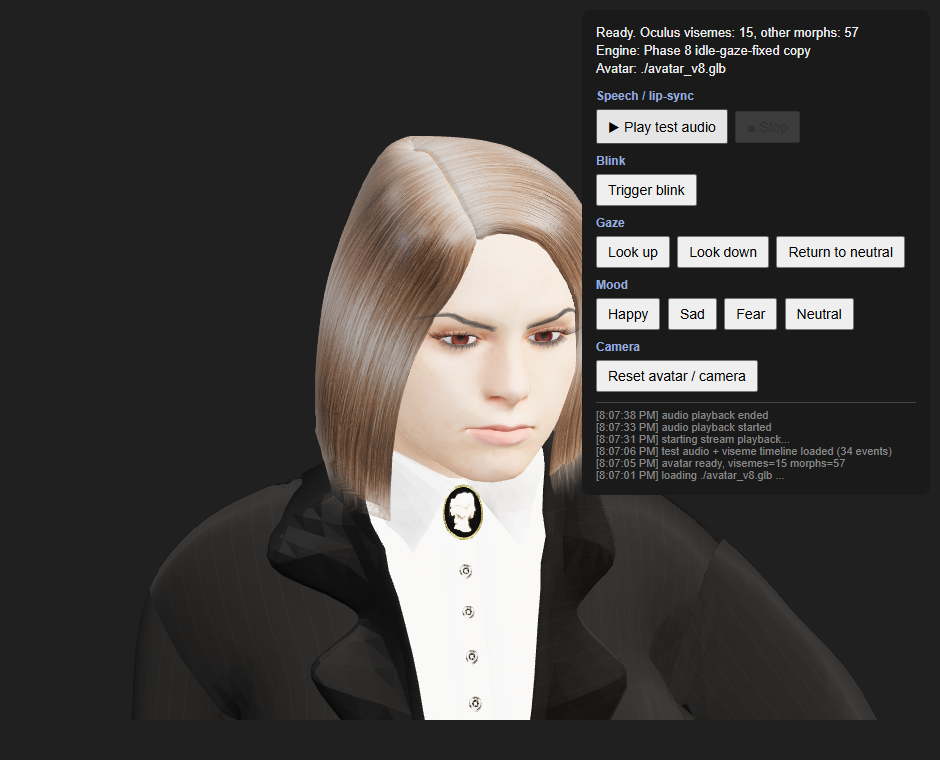 Ready. Oculus visemes: 15, other morphs: 57
Engine: Phase 8 idle-gaze-fixed copy
Avatar: ./avatar_v8.glb
Speech / lip-sync
▶ Play test audio ■ Stop
Blink
Trigger blink
Gaze
Look up Look down Return to neutral
Mood
Happy Sad Fear Neutral
Camera
Reset avatar / camera
[8:07:38 PM] audio playback ended
[8:07:33 PM] audio playback started
[8:07:31 PM] starting stream playback...
[8:07:06 PM] test audio + viseme timeline loaded (34 events)
[8:07:05 PM] avatar ready, visemes=15 morphs=57
[8:07:01 PM] loading ./avatar_v8.glb ...